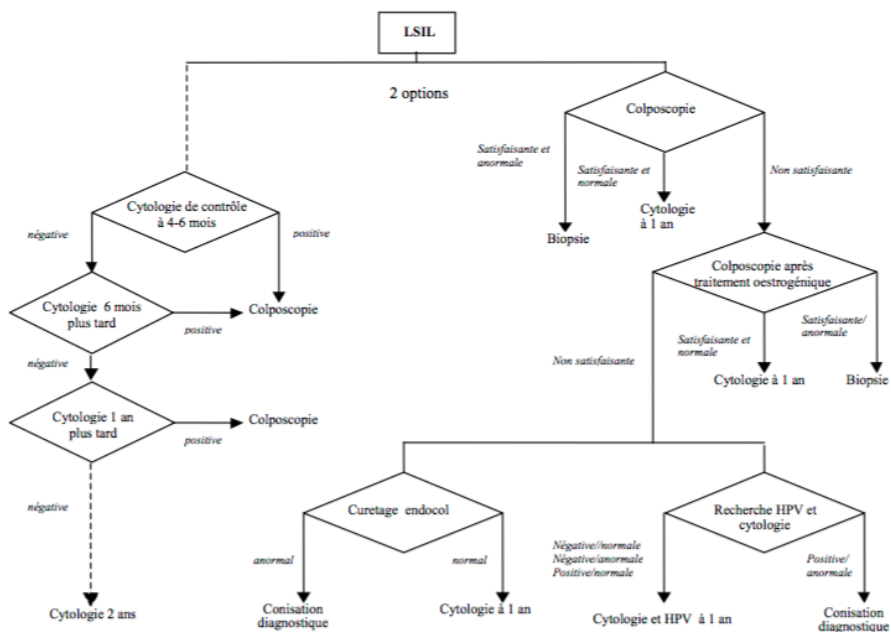 LSIL
2 options
Colposcopie
Satisfaisante et
anormale
Satisfaisante et
normale
Non satisfaisante
Cytologie de contrôle
à 4-6 mois
négative
positive
Biopsie
Cytologie
à 1 an
Colposcopie après
traitement oestrogénique
Cytologie 6 mois
plus tard
positive
Colposcopie
Satisfaisante/
anormale
Satisfaisante et
normale
Non satisfaisante
négative
Cytologie à 1 an
Biopsie
Cytologie 1 an
plus tard
positive
Colposcopie
négative
Curetage endocol
Recherche HPV et
cytologie
anormal
normal
Négative//normale
Négative/anormale
Positive/normale
Positive/
anormale
Cytologie 2 ans
Conisation
diagnostique
Cytologie à 1 an
Cytologie et HPV à 1 an
Conisation
diagnostique